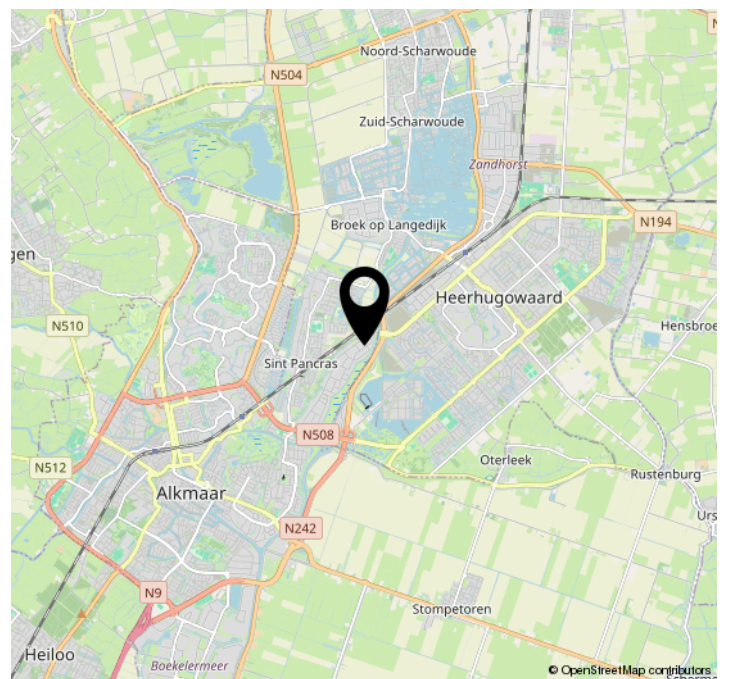 Noord-Scharwoude
N504
Zuid-Scharwoude
Zandhorst
Broek op Langedijk
N194
gen
Heerhugowaard
N510
Hensbroe
Sint Pancras
N508
Oterleek
N512
Rustenburg
Alkmaar
Urs
N242
N9
Stompetoren
Heiloo
Boekelermeer
© OpenStreetMap contributors